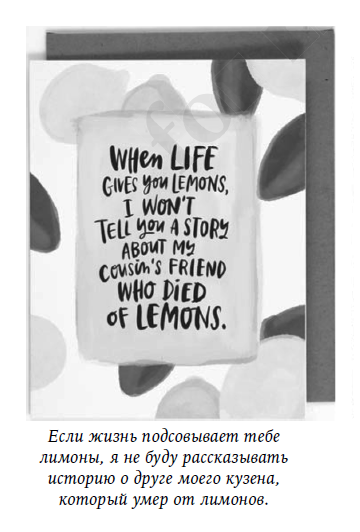 WHEN LIFE
GIVES YOU LEMONS,
I WON'T
TELL YOU A STORY
ABOUT MY
COUSIN'S FRIEND
WHO DIED
OF LEMONS.
Если жизнь подсовывает тебе
лимоны, я не буду рассказывать
историю о друге моего кузена,
который умер от лимонов.